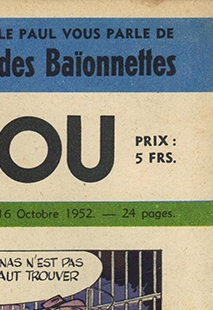 LE PAUL VOUS PARLE DE
des Baïonnettes
OU
PRIX :
5 FRS.
16 Octobre 1952. — 24 pages.
NAS N'EST PAS
AUT TROUVER